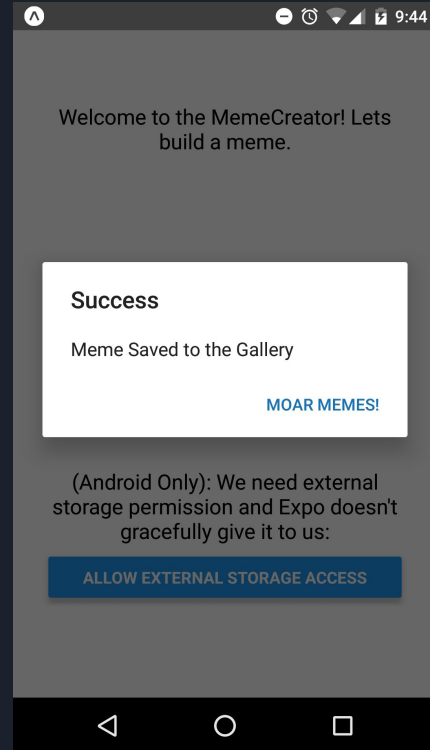 9:44
Welcome to the MemeCreator! Lets
build a meme.
Success
Meme Saved to the Gallery
MOAR MEMES!
(Android Only): We need external
storage permission and Expo doesn't
gracefully give it to us:
ALLOW EXTERNAL STORAGE ACCESS